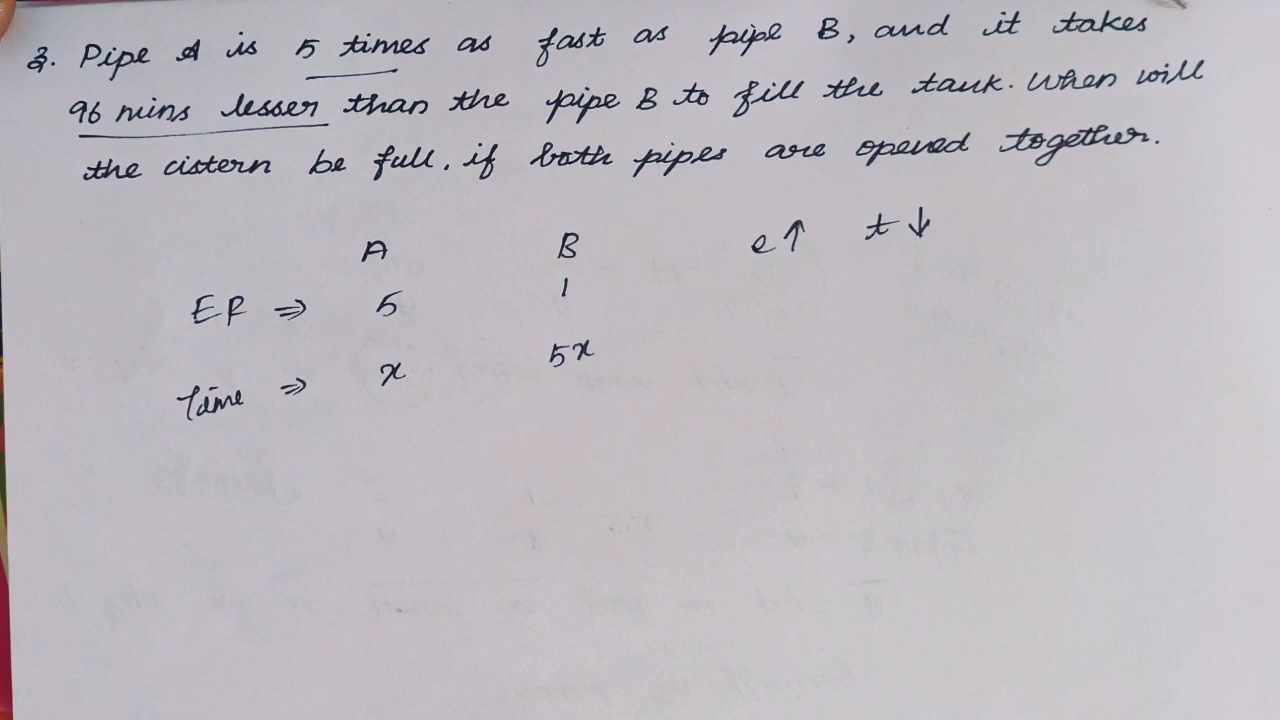 3. Pipe A is 5 times as fast as pipe B, and it takes
96 mins lesser than the pipe B to fill the tank. When will
the cistern be full, if both pipes are opened together.
A B e↑ t↓
EF ⇒ 5 1
Time ⇒ x 5x